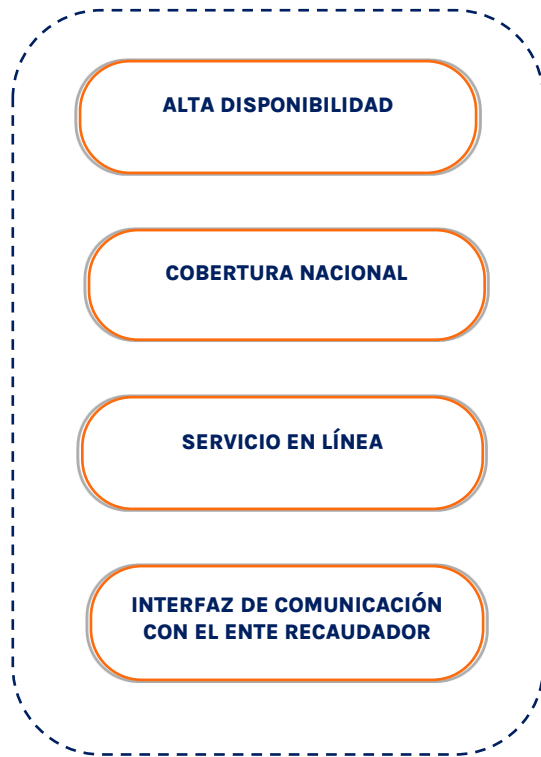 ALTA DISPONIBILIDAD
COBERTURA NACIONAL
SERVICIO EN LÍNEA
INTERFAZ DE COMUNICACIÓN
CON EL ENTE RECAUDADOR